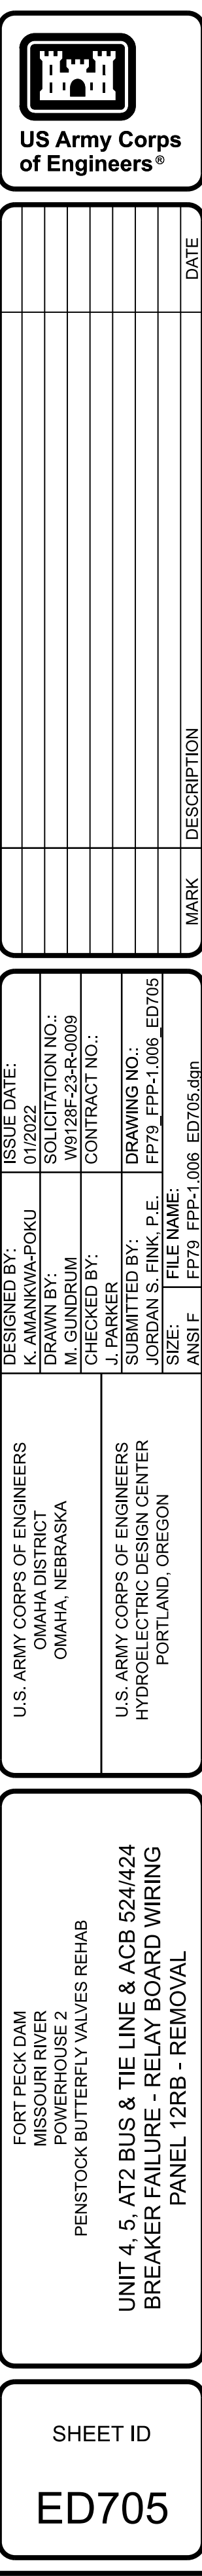 US Army Corps
of Engineers®
DATE
DESCRIPTION
MARK
DESIGNED BY:
K. AMANKWA-POKU
DRAWN BY:
M. GUNDRUM
CHECKED BY:
J. PARKER
SUBMITTED BY:
JORDAN S. FINK, P.E.
SIZE:
ANSI F
ISSUE DATE:
01/2022
SOLICITATION NO.:
W9128F-23-R-0009
CONTRACT NO.:
DRAWING NO.:
FP79_FPP-1.006_ED705
FILE NAME:
FP79 FPP-1.006 ED705.dgn
U.S. ARMY CORPS OF ENGINEERS
OMAHA DISTRICT
OMAHA, NEBRASKA
U.S. ARMY CORPS OF ENGINEERS
HYDROELECTRIC DESIGN CENTER
PORTLAND, OREGON
FORT PECK DAM
MISSOURI RIVER
POWERHOUSE 2
PENSTOCK BUTTERFLY VALVES REHAB
UNIT 4, 5, AT2 BUS & TIE LINE & ACB 524/424
BREAKER FAILURE - RELAY BOARD WIRING
PANEL 12RB - REMOVAL
SHEET ID
ED705